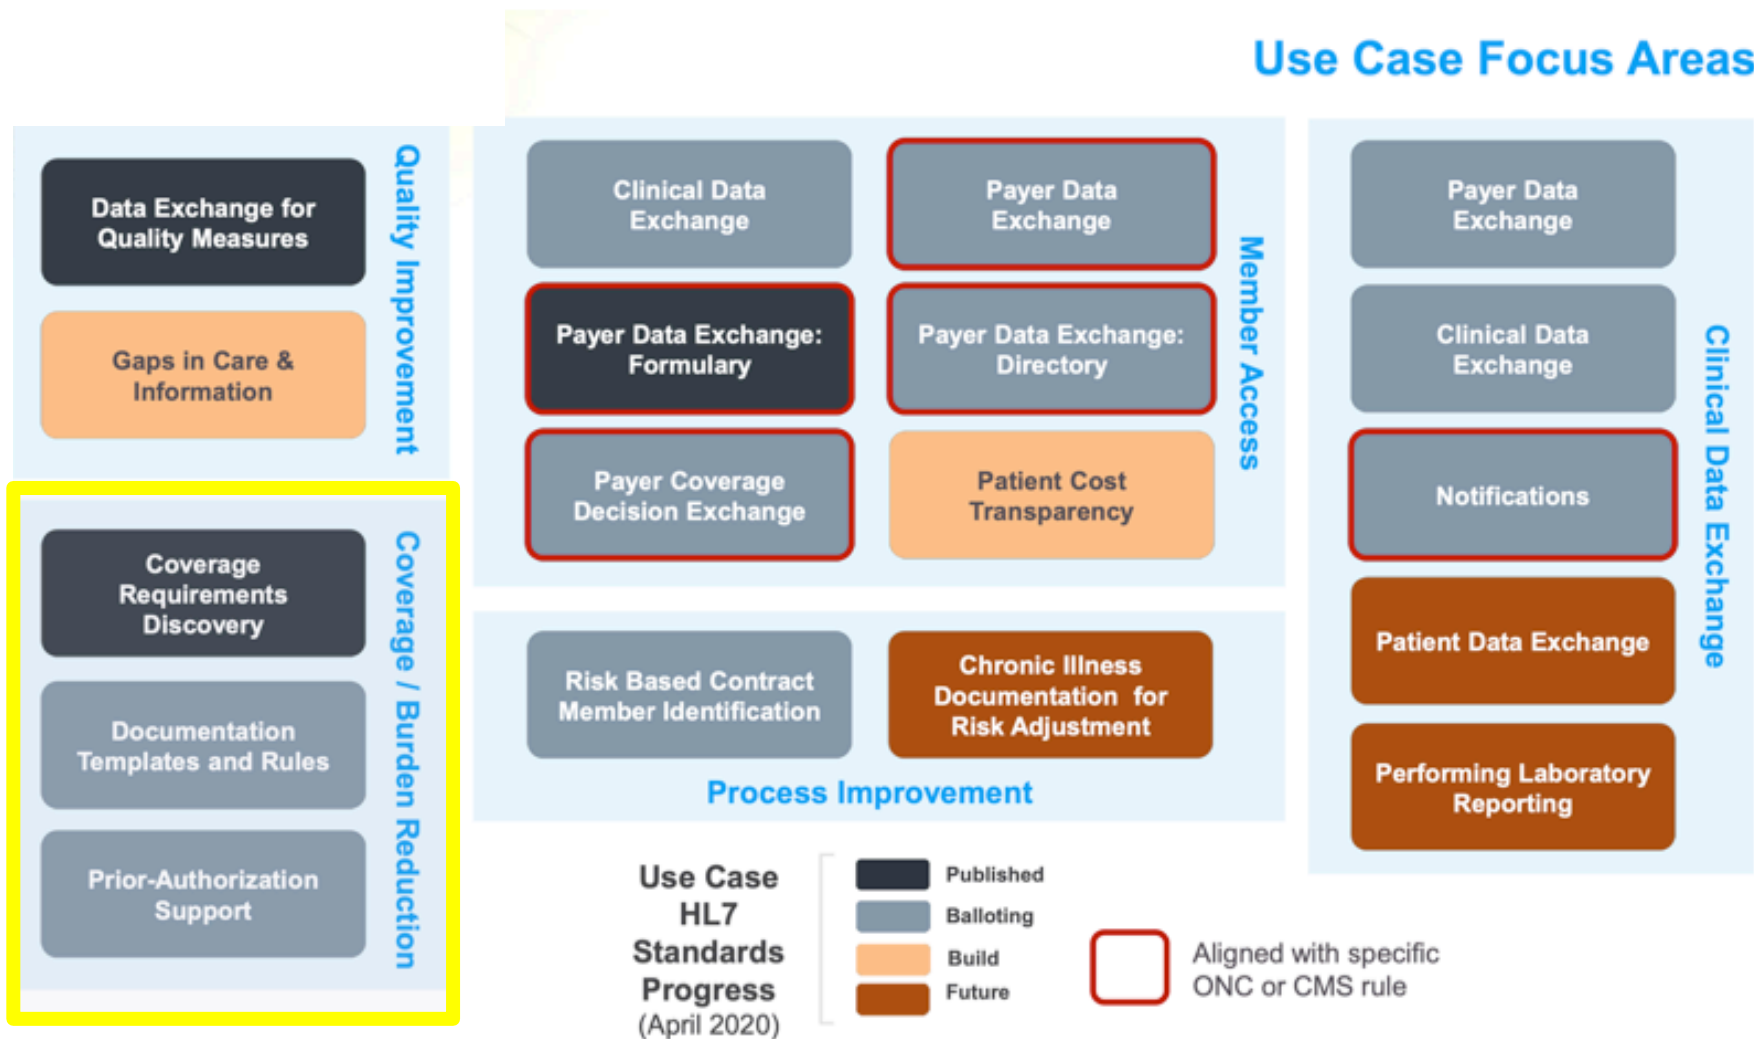 Use Case Focus Areas
Data Exchange for
Quality Measures
Gaps in Care &
Information
Quality Improvement
Coverage
Requirements
Discovery
Documentation
Templates and Rules
Prior-Authorization
Support
Coverage / Burden Reduction
Clinical Data
Exchange
Payer Data
Exchange
Payer Data Exchange:
Formulary
Payer Data Exchange:
Directory
Payer Coverage
Decision Exchange
Patient Cost
Transparency
Member Access
Risk Based Contract
Member Identification
Chronic Illness
Documentation for
Risk Adjustment
Process Improvement
Payer Data
Exchange
Clinical Data
Exchange
Notifications
Patient Data Exchange
Performing Laboratory
Reporting
Clinical Data Exchange
Use Case
HL7
Standards
Progress
(April 2020)
Published
Balloting
Build
Future
Aligned with specific
ONC or CMS rule